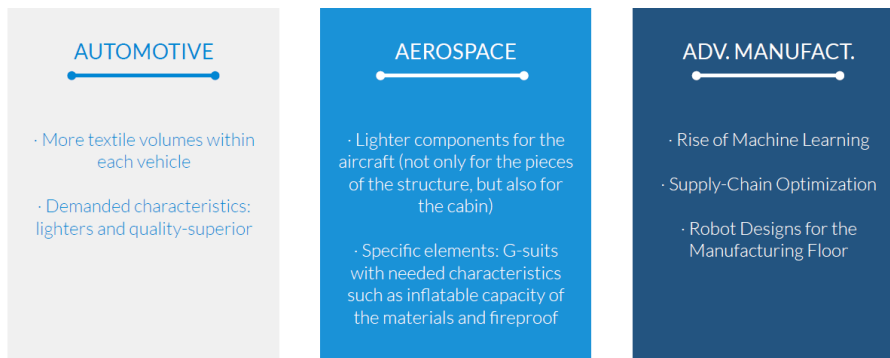 AUTOMOTIVE
· More textile volumes within
each vehicle
· Demanded characteristics:
lighters and quality-superior
AEROSPACE
· Lighter components for the
aircraft (not only for the pieces
of the structure, but also for
the cabin)
· Specific elements: G-suits
with needed characteristics
such as inflatable capacity of
the materials and fireproof
ADV. MANUFACT.
· Rise of Machine Learning
· Supply-Chain Optimization
· Robot Designs for the
Manufacturing Floor